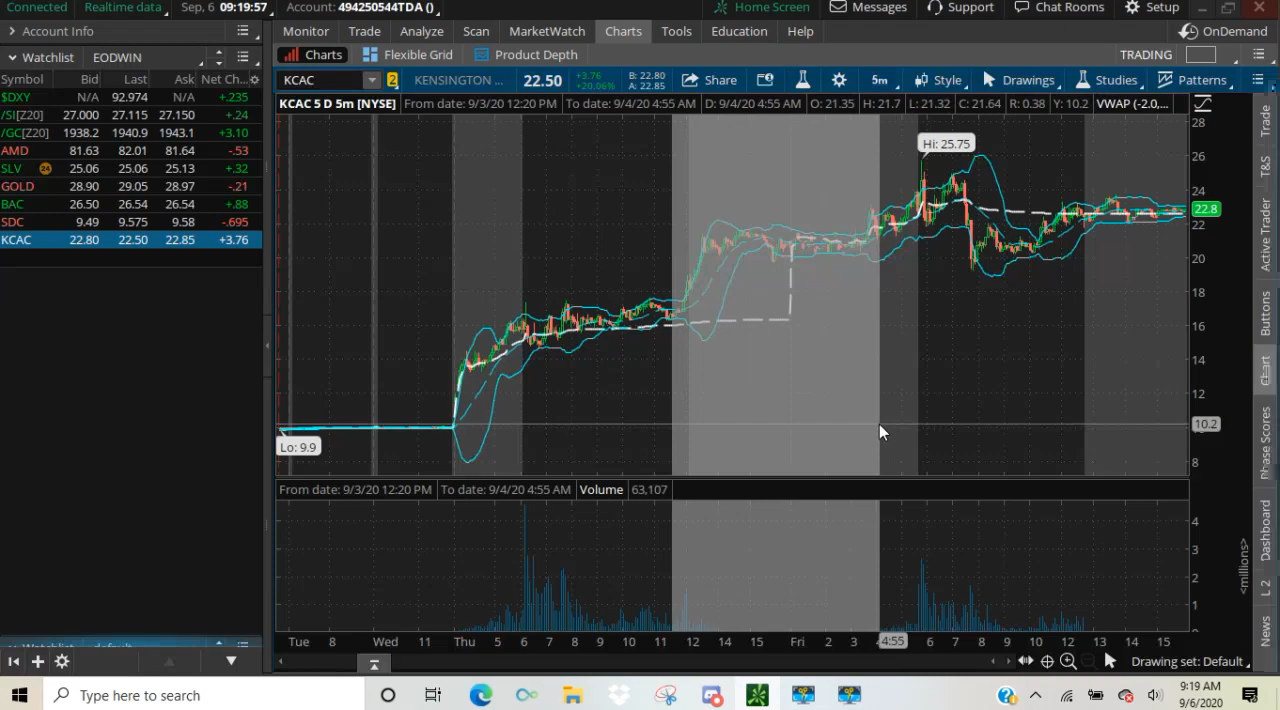 Connected Realtime data Sep, 6 09:19:57 Account: 494250544TDA () Home Screen Messages Support Chat Rooms Setup
Account Info Monitor Trade Analyze Scan MarketWatch Charts Tools Education Help OnDemand
Watchlist EODWIN Charts Flexible Grid Product Depth TRADING
Symbol Bid Last Ask Net Ch...
$DXY N/A 92.974 N/A +.235
/SI[Z20] 27.000 27.115 27.150 +.24
/GC[Z20] 1938.2 1940.9 1943.1 +3.10
AMD 81.63 82.01 81.64 -.53
SLV 24 25.06 25.06 25.06 +.32
GOLD 28.90 29.05 28.97 -.21
BAC 26.50 26.54 26.54 +.88
SDC 9.49 9.575 9.58 -.695
KCAC 22.80 22.50 22.85 +3.76
KCAC 2 KENSINGTON ... 22.50 +3.76 B: 22.80 Share 5m Style Drawings Studies Patterns
+20.06% A: 22.85
KCAC 5 D 5m [NYSE] From date: 9/3/20 12:20 PM To date: 9/4/20 4:55 AM D: 9/4/20 4:55 AM O: 21.35 H: 21.7 L: 21.32 C: 21.64 R: 0.38 Y: 10.2 VWAP (-2.0,...
28
26
24
22.8
22
20
18
16
14
12
10.2
8
Hi: 25.75
Lo: 9.9
From date: 9/3/20 12:20 PM To date: 9/4/20 4:55 AM Volume 63,107
4
3
2
1
<millions>
Tue 8 Wed 11 Thu 5 6 7 8 9 10 11 12 14 15 Fri 2 3 4:55 6 7 8 9 10 12 13 14 15
Drawing set: Default
Trade
T&S
Active Trader
Buttons
Chart
Phase Scores
Dashboard
L 2
News
Watchlist default
Type here to search
9:19 AM
9/6/2020